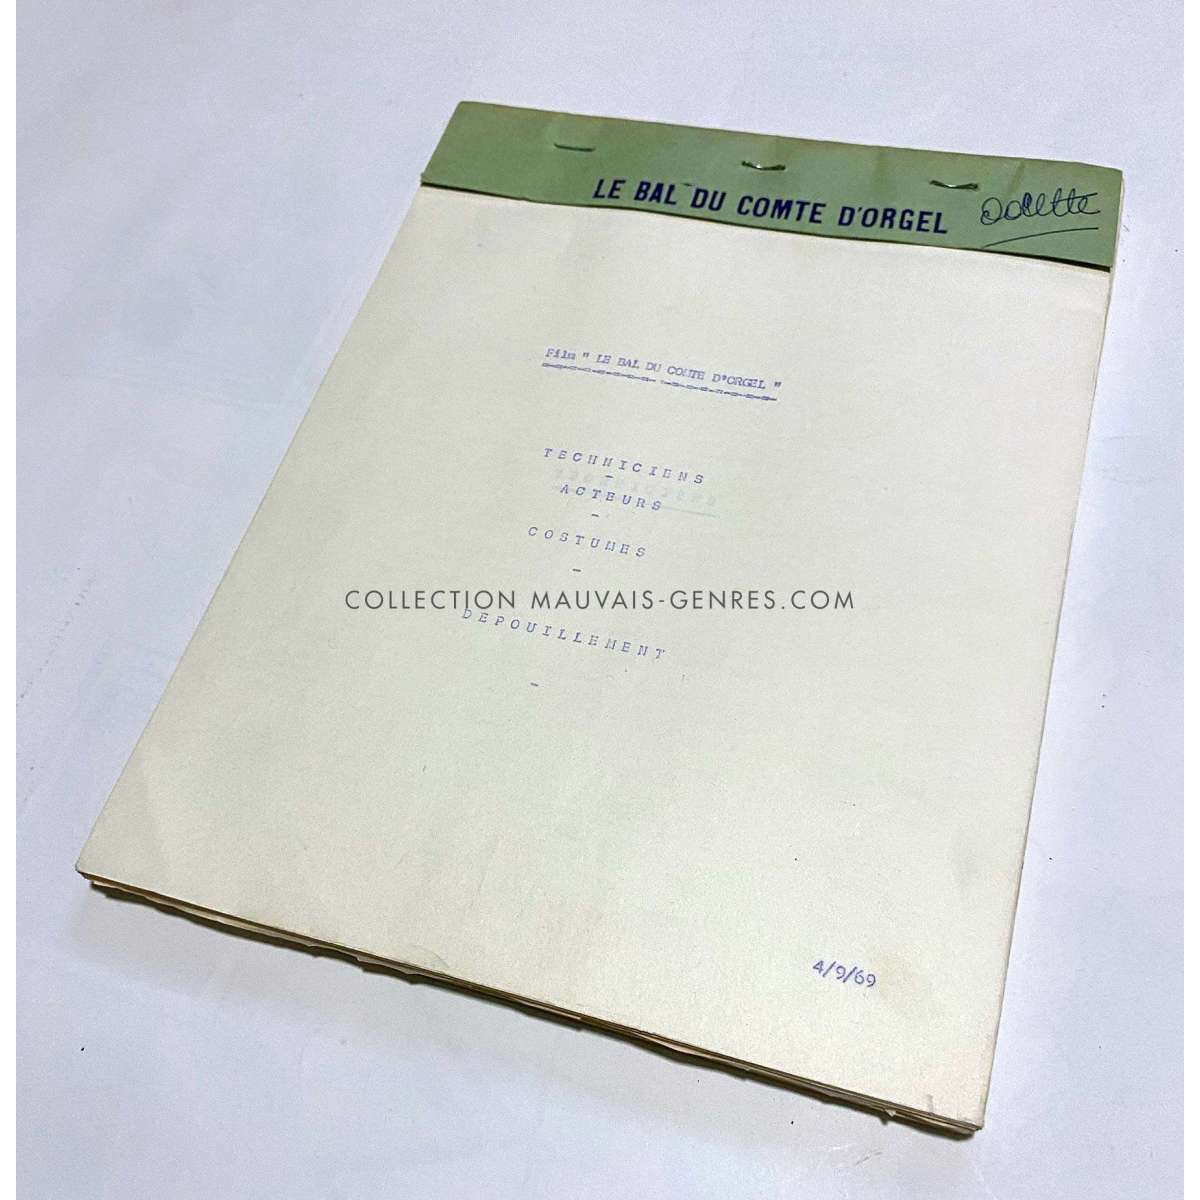 LE BAL DU COMTE D'ORGEL Odette
Film " LE BAL DU COMTE D'ORGEL "
TECHNICIENS
-
ACTEURS
-
COSTUMES
-
COLLECTION MAUVAIS-GENRES.COM
DEPOUILLEMENT
-
4/9/69